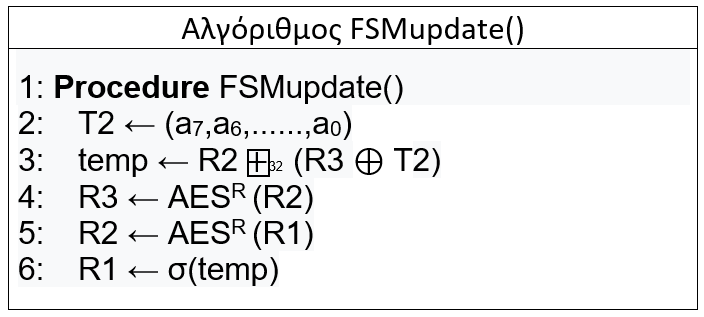 Αλγόριθμος FSMupdate()
1: Procedure FSMupdate()
2: T2 ← (a₇,a₆,......,a₀)
3: temp ← R2 ⊞₃₂ (R3 ⊕ T2)
4: R3 ← AESᴿ (R2)
5: R2 ← AESᴿ (R1)
6: R1 ← σ(temp)